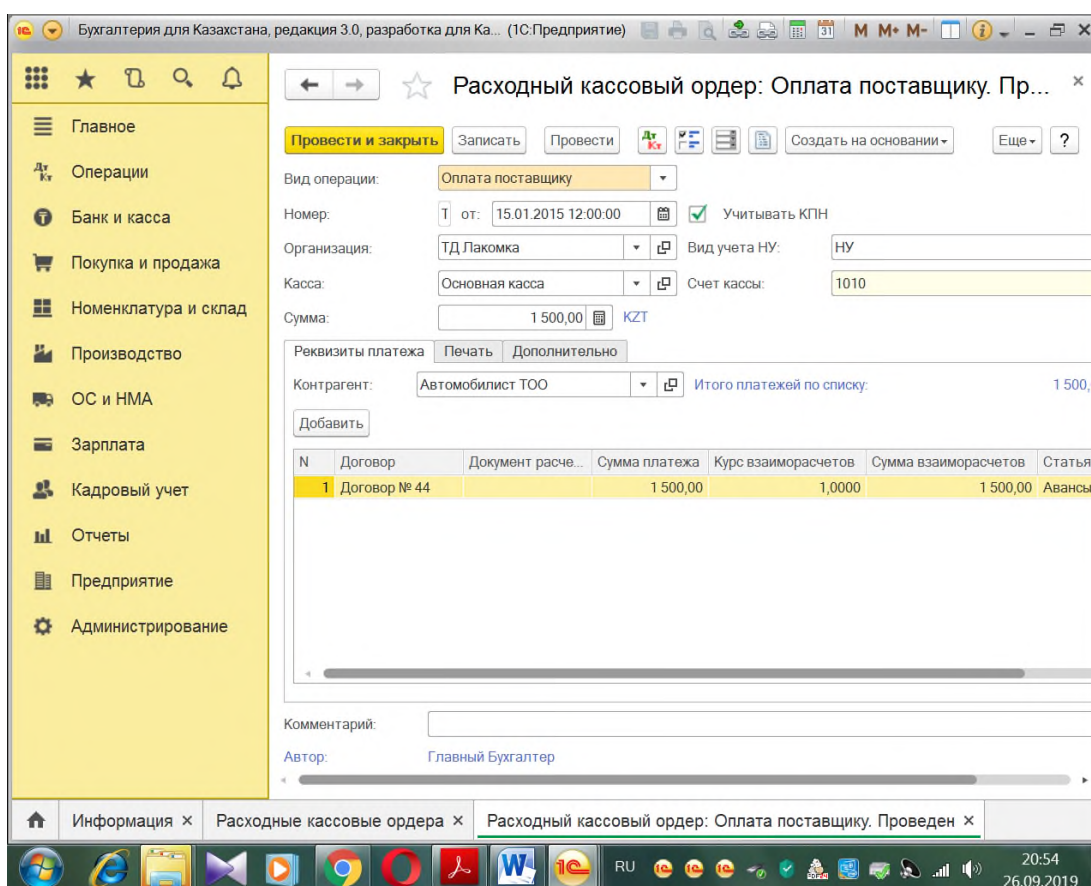 Бухгалтерия для Казахстана, редакция 3.0, разработка для Ка... (1С:Предприятие) 31 M M+ M-
Расходный кассовый ордер: Оплата поставщику. Пр... ×
Главное
Операции
Банк и касса
Покупка и продажа
Номенклатура и склад
Производство
ОС и НМА
Зарплата
Кадровый учет
Отчеты
Предприятие
Администрирование
Провести и закрыть Записать Провести Дт Кт Создать на основании Еще ?
Вид операции: Оплата поставщику
Номер: Т от: 15.01.2015 12:00:00 Учитывать КПН
Организация: ТД Лакомка Вид учета НУ: НУ
Касса: Основная касса Счет кассы: 1010
Сумма: 1 500,00 KZT
Реквизиты платежа Печать Дополнительно
Контрагент: Автомобилист ТОО Итого платежей по списку: 1 500,
Добавить
N Договор Документ расче... Сумма платежа Курс взаиморасчетов Сумма взаиморасчетов Статья
1 Договор № 44 1 500,00 1,0000 1 500,00 Авансы
Комментарий:
Автор: Главный Бухгалтер
Информация × Расходные кассовые ордера × Расходный кассовый ордер: Оплата поставщику. Проведен ×
RU 20:54
26.09.2019